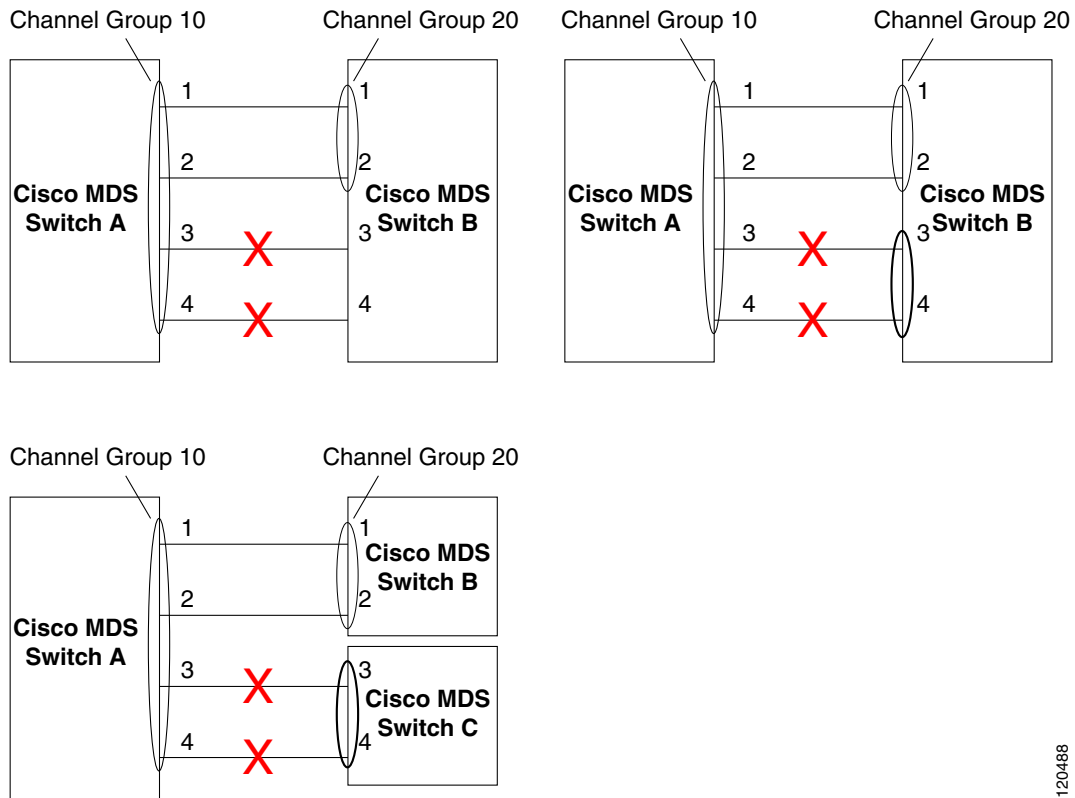 Channel Group 10
Channel Group 20
1
1
2
2
Cisco MDS
Switch A
Cisco MDS
Switch B
3
X
3
4
X
4
Channel Group 10
Channel Group 20
1
1
2
2
Cisco MDS
Switch A
Cisco MDS
Switch B
3
X
3
4
X
4
Channel Group 10
Channel Group 20
1
1
Cisco MDS
Switch B
2
2
Cisco MDS
Switch A
3
X
3
Cisco MDS
Switch C
4
X
4
120488